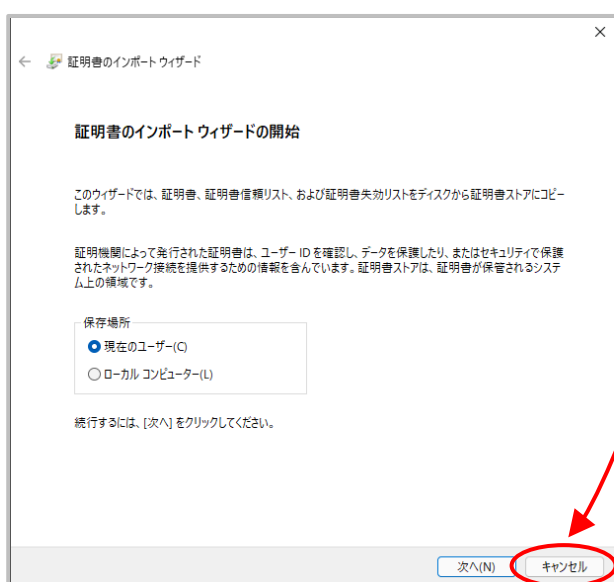 証明書のインポート ウィザード
証明書のインポート ウィザードの開始
このウィザードでは、証明書、証明書信頼リスト、および証明書失効リストをディスクから証明書ストアにコピー
します。
証明機関によって発行された証明書は、ユーザー ID を確認し、データを保護したり、またはセキュリティで保護
されたネットワーク接続を提供するための情報を含んでいます。証明書ストアは、証明書が保管されるシステ
ム上の領域です。
保存場所
現在のユーザー(C)
ローカル コンピューター(L)
続行するには、[次へ] をクリックしてください。
次へ(N)
キャンセル